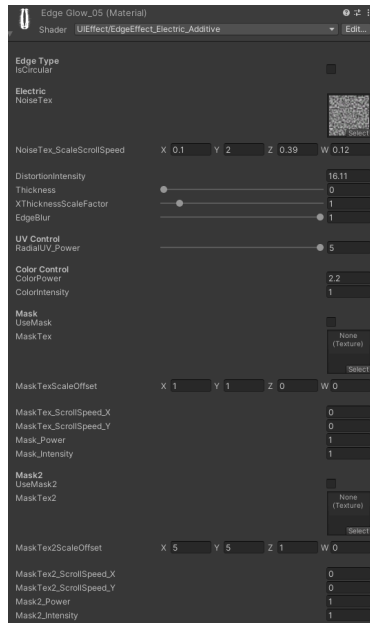 Edge Glow_05 (Material)
Shader UIEffect/EdgeEffect_Electric_Additive Edit...
Edge Type
IsCircular
Electric
NoiseTex
Select
NoiseTex_ScaleScrollSpeed X 0.1 Y 2 Z 0.39 W 0.12
DistortionIntensity 16.11
Thickness 0
XThicknessScaleFactor 1
EdgeBlur 1
UV Control
RadialUV_Power 5
Color Control
ColorPower 2.2
ColorIntensity 1
Mask
UseMask
MaskTex None
(Texture)
Select
MaskTexScaleOffset X 1 Y 1 Z 0 W 0
MaskTex_ScrollSpeed_X 0
MaskTex_ScrollSpeed_Y 0
Mask_Power 1
Mask_Intensity 1
Mask2
UseMask2
MaskTex2 None
(Texture)
Select
MaskTex2ScaleOffset X 5 Y 5 Z 1 W 0
MaskTex2_ScrollSpeed_X 0
MaskTex2_ScrollSpeed_Y 0
Mask2_Power 1
Mask2_Intensity 1